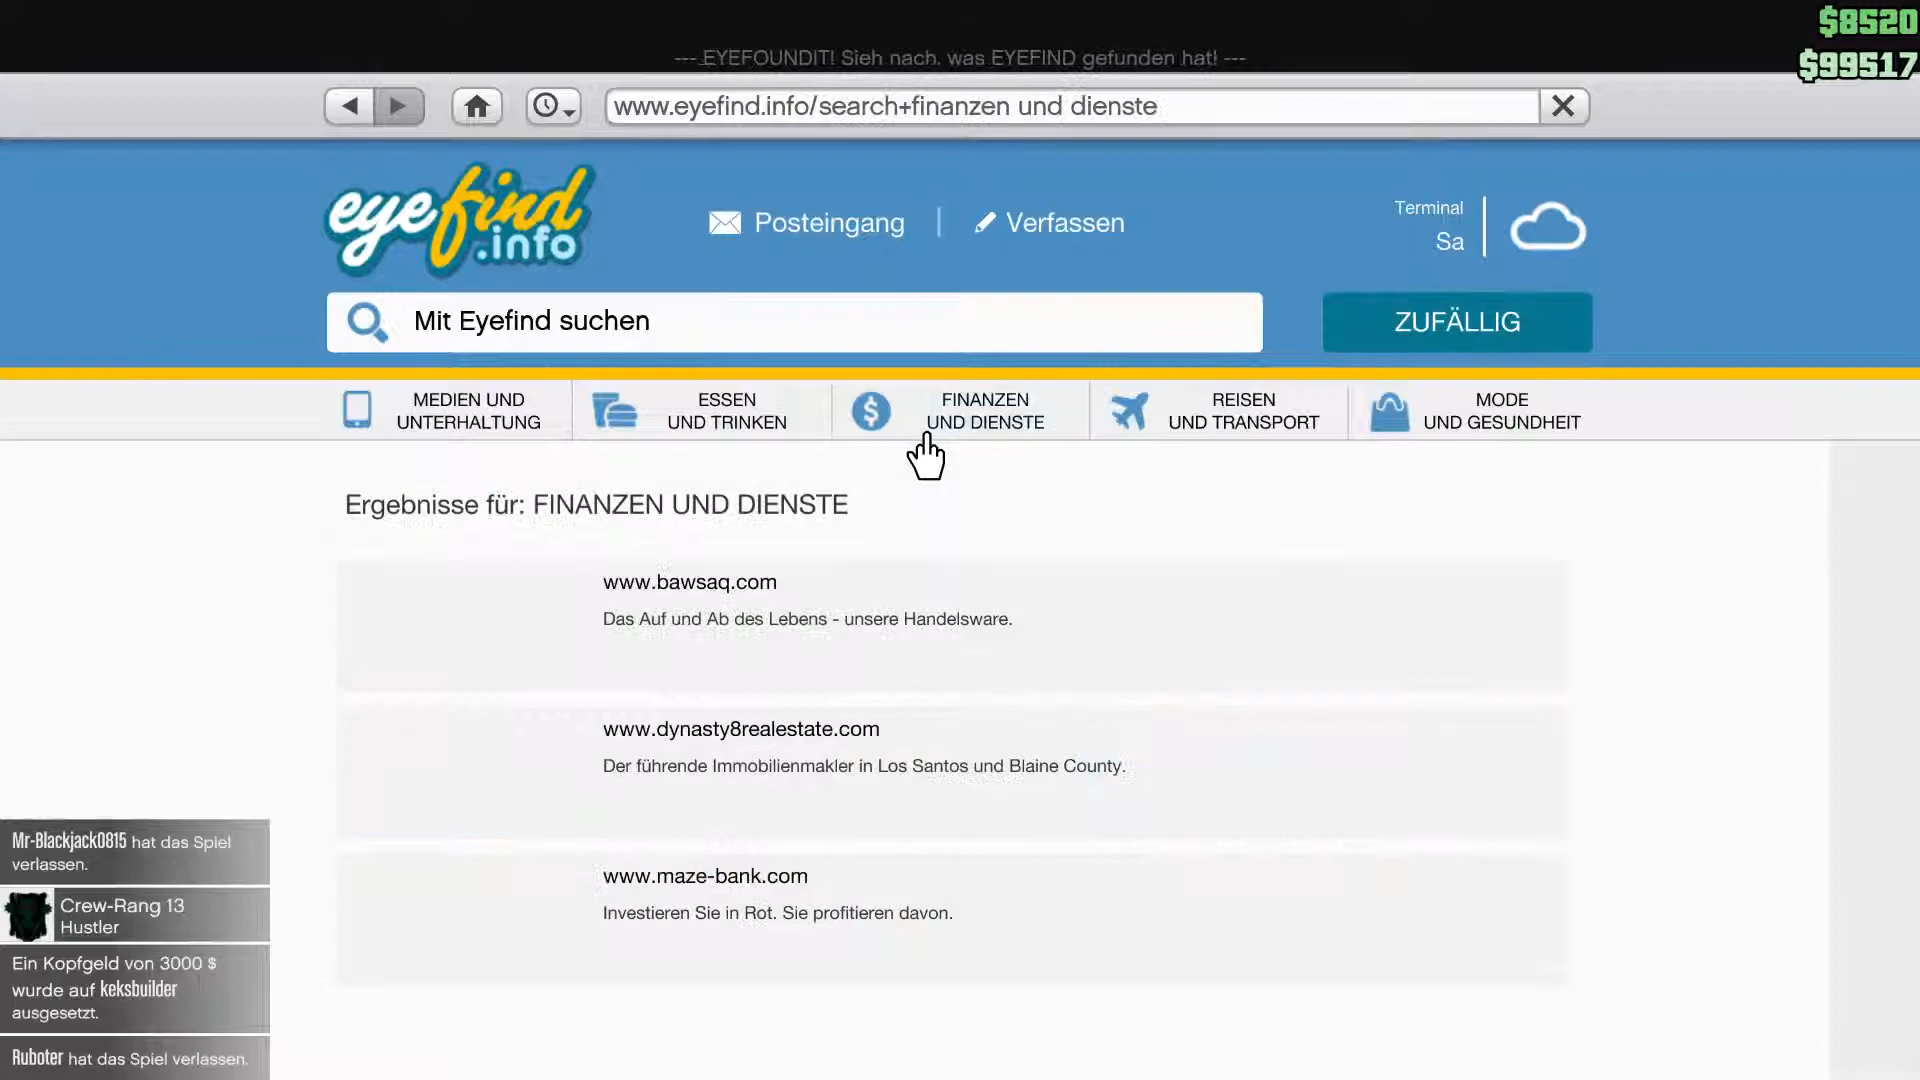 $8520
--- EYEFOUNDIT! Sieh nach, was EYEFIND gefunden hat! ---
$99517
www.eyefind.info/search+finanzen und dienste
eyefind
.info
Posteingang
Verfassen
Terminal
Sa
Mit Eyefind suchen
ZUFÄLLIG
MEDIEN UND
UNTERHALTUNG
ESSEN
UND TRINKEN
FINANZEN
UND DIENSTE
REISEN
UND TRANSPORT
MODE
UND GESUNDHEIT
Ergebnisse für: FINANZEN UND DIENSTE
www.bawsaq.com
Das Auf und Ab des Lebens - unsere Handelsware.
www.dynasty8realestate.com
Der führende Immobilienmakler in Los Santos und Blaine County.
www.maze-bank.com
Investieren Sie in Rot. Sie profitieren davon.
Mr-Blackjack0815 hat das Spiel
verlassen.
Crew-Rang 13
Hustler
Ein Kopfgeld von 3000 $
wurde auf keksbuilder
ausgesetzt.
Ruboter hat das Spiel verlassen.